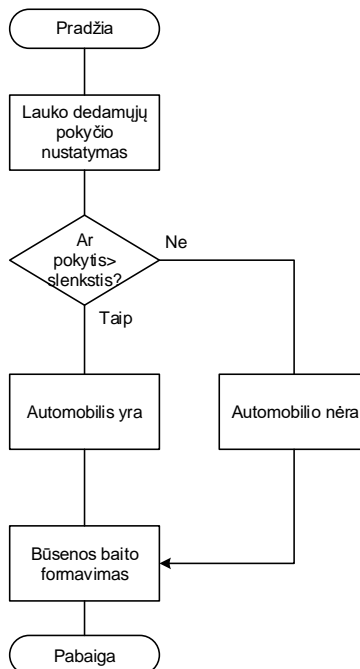 Pradžia
Lauko dedamųjų
pokyčio
nustatymas
Ar
pokytis>
slenkstis?
Ne
Taip
Automobilis yra
Automobilio nėra
Būsenos baito
formavimas
Pabaiga